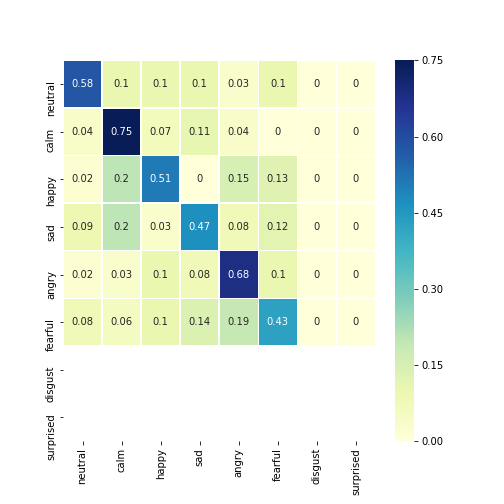 neutral 0.58 0.1 0.1 0.1 0.03 0.1 0 0
calm 0.04 0.75 0.07 0.11 0.04 0 0 0
happy 0.02 0.2 0.51 0 0.15 0.13 0 0
sad 0.09 0.2 0.03 0.47 0.08 0.12 0 0
angry 0.02 0.03 0.1 0.08 0.68 0.1 0 0
fearful 0.08 0.06 0.1 0.14 0.19 0.43 0 0
disgust
surprised
neutral calm happy sad angry fearful disgust surprised
0.75
0.60
0.45
0.30
0.15
0.00